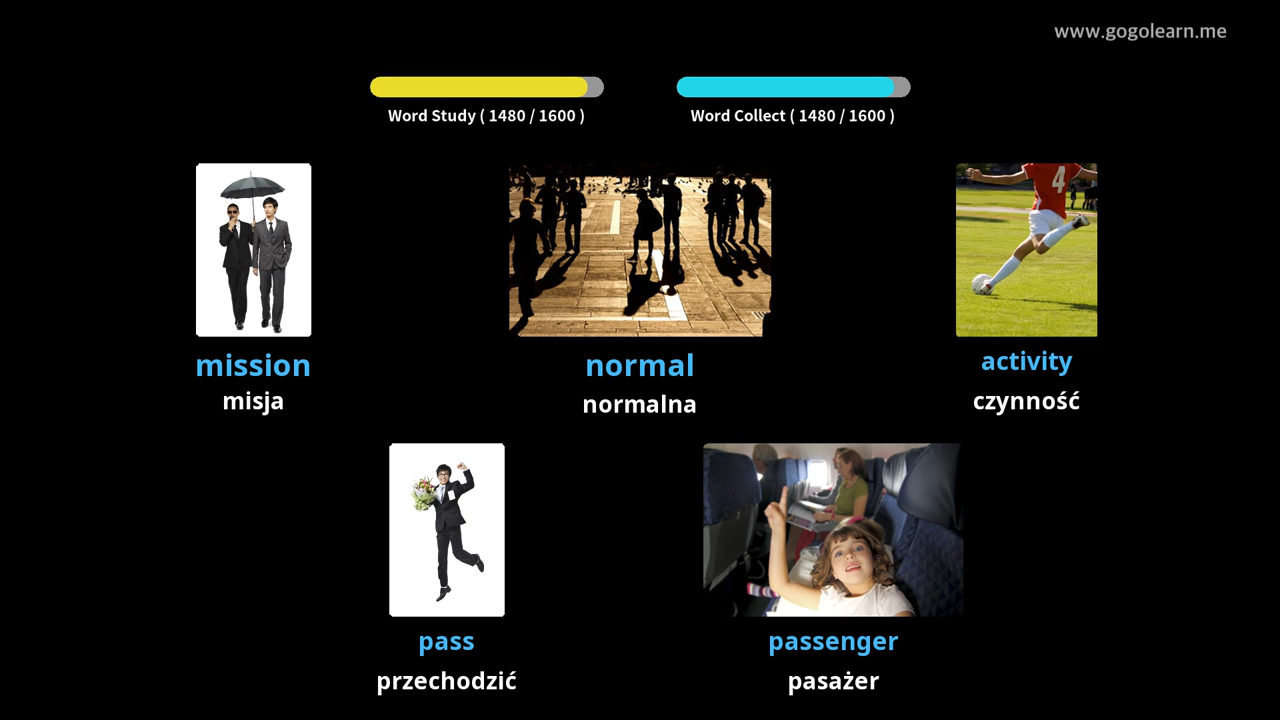 www.gogolearn.me
Word Study ( 1480 / 1600 )
Word Collect ( 1480 / 1600 )
4
mission
misja
normal
normalna
activity
czynność
pass
przechodzić
passenger
pasażer